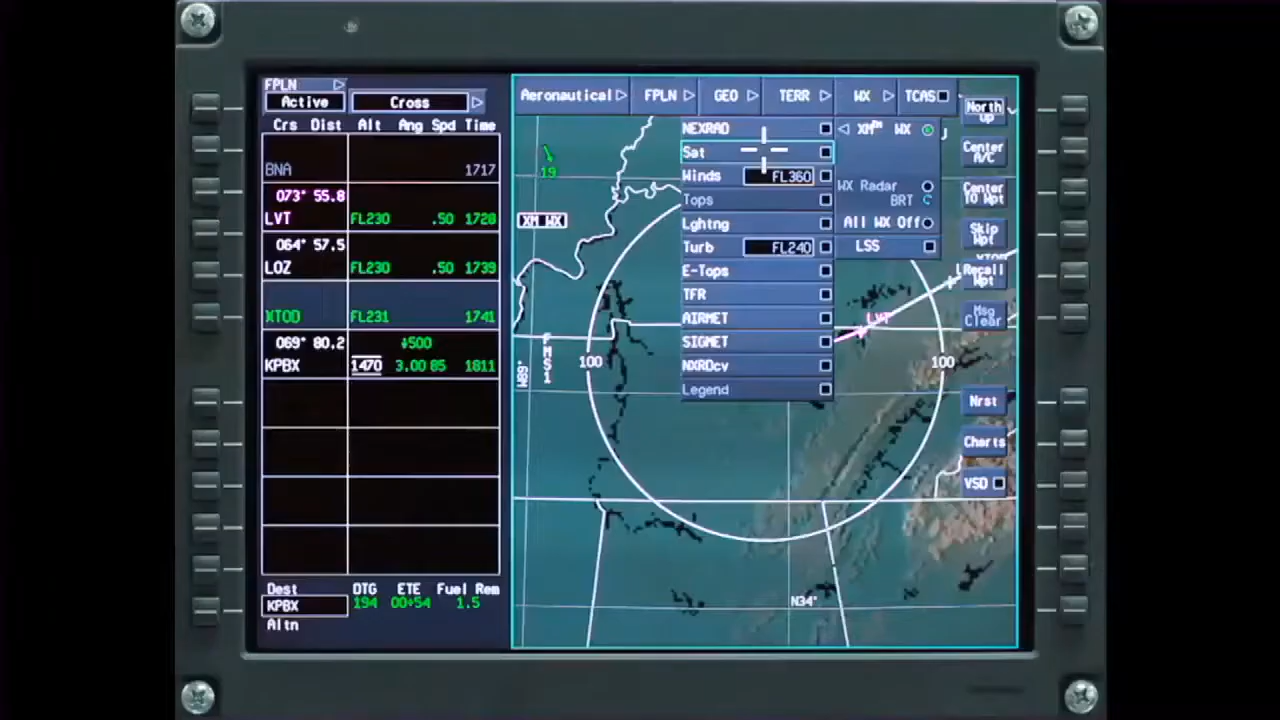 FPLN
Active Cross
Crs Dist Alt Ang Spd Time
BNA 1717
073° 55.8
LVT FL230 .50 1728
064° 57.5
LOZ FL230 .50 1739
XTOD FL231 1741
069° 80.2 ↓500
KPBX 1470 3.00 85 1811
Dest DTG ETE Fuel Rem
KPBX 194 00+54 1.5
Altn
Aeronautical FPLN GEO TERR WX TCAS
NEXRAD
Sat
Winds FL360
Tops
Lghtng
Turb FL240
E-Tops
TFR
AIRMET
SIGMET
NXRDcv
Legend
XM™ WX
WX Radar
BRT
All WX Off
LSS
North up
Center A/C
Center TO Wpt
Skip Wpt
Recall Wpt
Msg Clear
Nrst
Charts
VSD
19
XM WX
FMS1
W89°
100
100
LVT
N34°